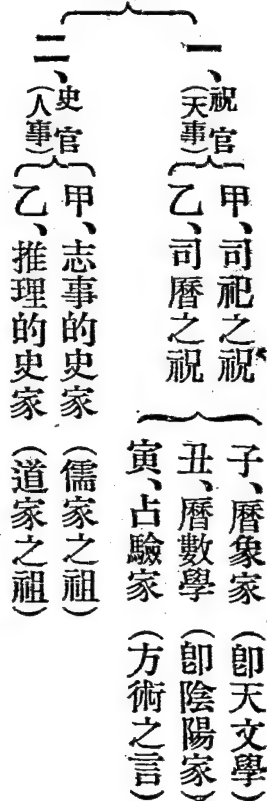 一、祝官（天事）
甲、司祀之祝
乙、司曆之祝
子、曆象家（卽天文學）
丑、曆數學（卽陰陽家）
寅、占驗家（方術之言）
二、史官（人事）
甲、志事的史家（儒家之祖）
乙、推理的史家（道家之祖）